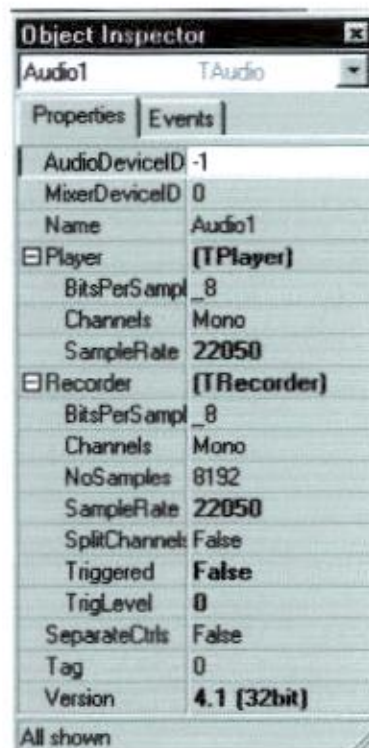 Object Inspector
Audio1 TAudio
Properties Events
AudioDeviceID -1
MixerDeviceID 0
Name Audio1
Player (TPlayer)
BitsPerSampl _8
Channels Mono
SampleRate 22050
Recorder (TRecorder)
BitsPerSampl _8
Channels Mono
NoSamples 8192
SampleRate 22050
SplitChannels False
Triggered False
TrigLevel 0
SeparateCtrls False
Tag 0
Version 4.1 (32bit)
All shown